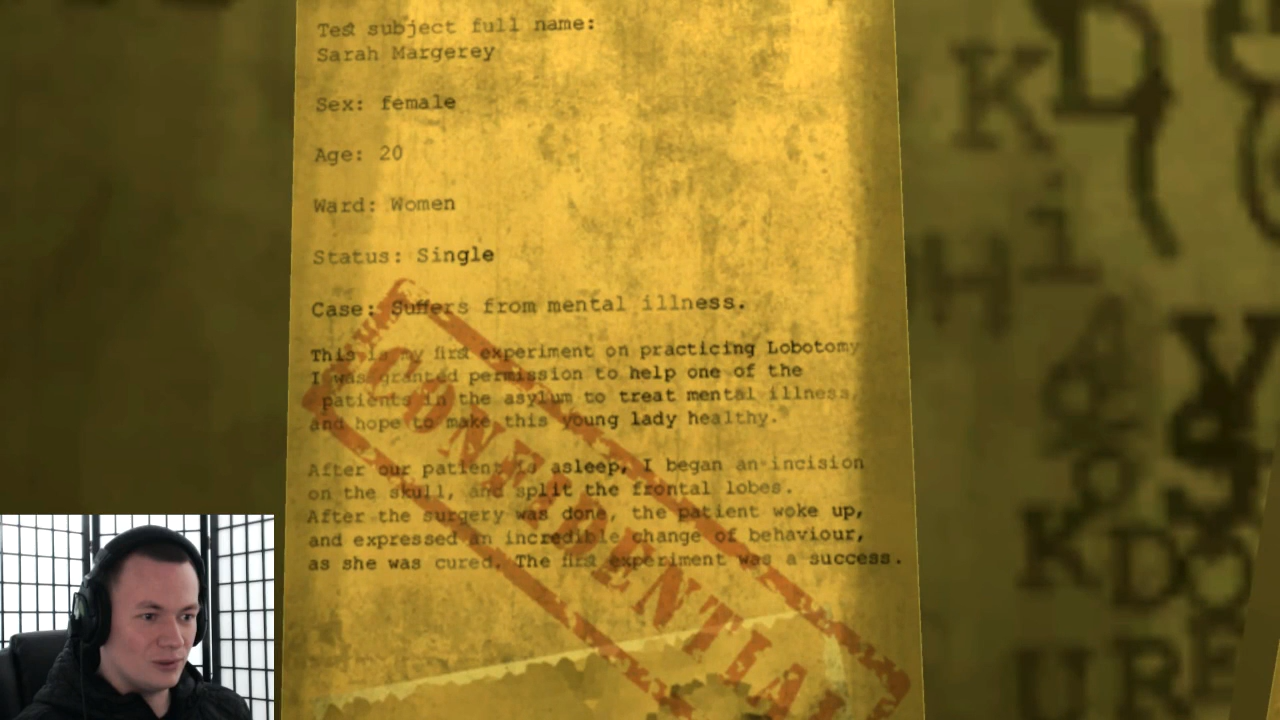 Test subject full name:
Sarah Margerey
Sex: female
Age: 20
Ward: Women
Status: Single
Case: Suffers from mental illness.
This is my first experiment on practicing Lobotomy
I was granted permission to help one of the
patients in the asylum to treat mental illness,
and hope to make this young lady healthy.
After our patient is asleep, I began an incision
on the skull, and split the frontal lobes.
After the surgery was done, the patient woke up,
and expressed an incredible change of behaviour,
as she was cured. The first experiment was a success.
CONFIDENTIAL
K D
i
H
K D
U R E